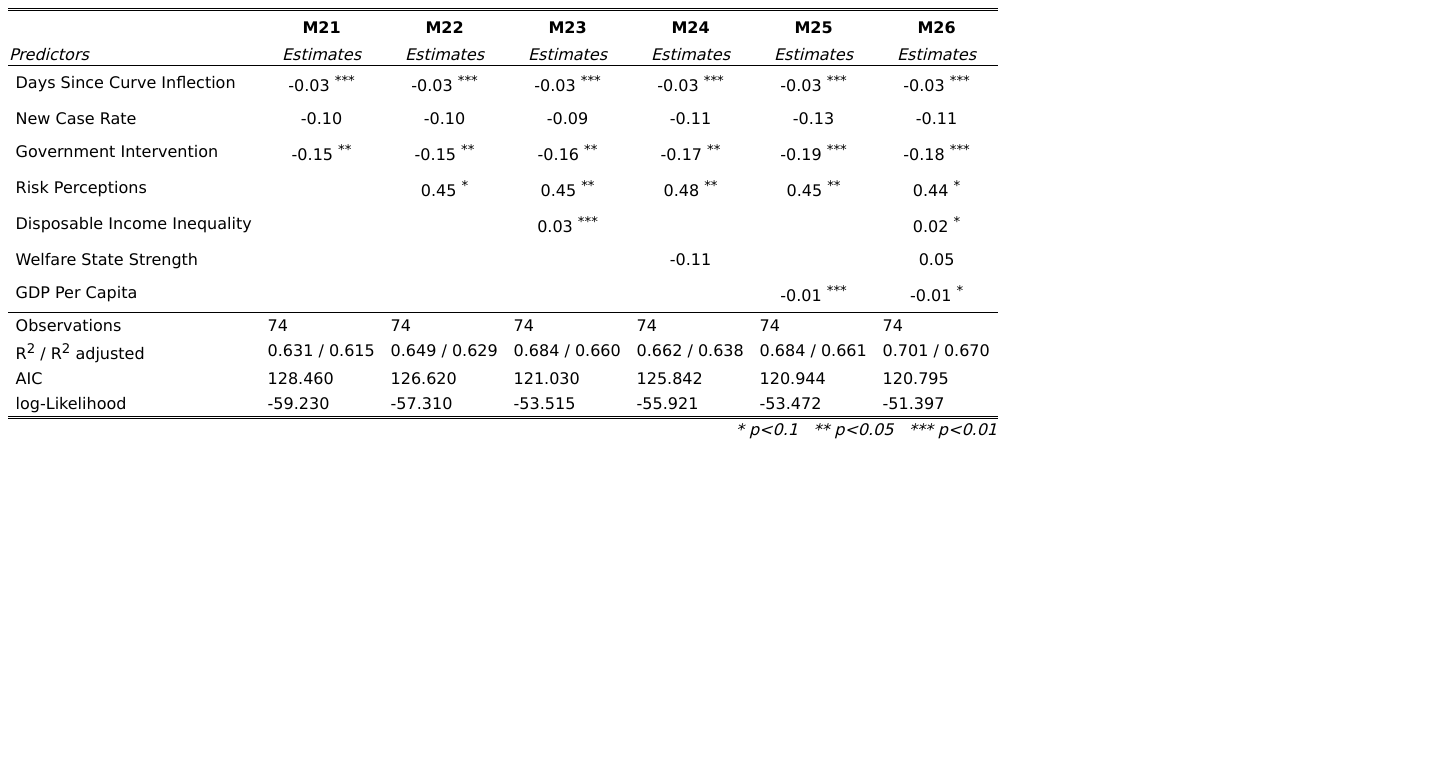 M21 M22 M23 M24 M25 M26
Predictors Estimates Estimates Estimates Estimates Estimates Estimates
Days Since Curve Inflection -0.03 *** -0.03 *** -0.03 *** -0.03 *** -0.03 *** -0.03 ***
New Case Rate -0.10 -0.10 -0.09 -0.11 -0.13 -0.11
Government Intervention -0.15 ** -0.15 ** -0.16 ** -0.17 ** -0.19 *** -0.18 ***
Risk Perceptions 0.45 * 0.45 ** 0.48 ** 0.45 ** 0.44 *
Disposable Income Inequality 0.03 *** 0.02 *
Welfare State Strength -0.11 0.05
GDP Per Capita -0.01 *** -0.01 *
Observations 74 74 74 74 74 74
R2 / R2 adjusted 0.631 / 0.615 0.649 / 0.629 0.684 / 0.660 0.662 / 0.638 0.684 / 0.661 0.701 / 0.670
AIC 128.460 126.620 121.030 125.842 120.944 120.795
log-Likelihood -59.230 -57.310 -53.515 -55.921 -53.472 -51.397
* p<0.1 ** p<0.05 *** p<0.01